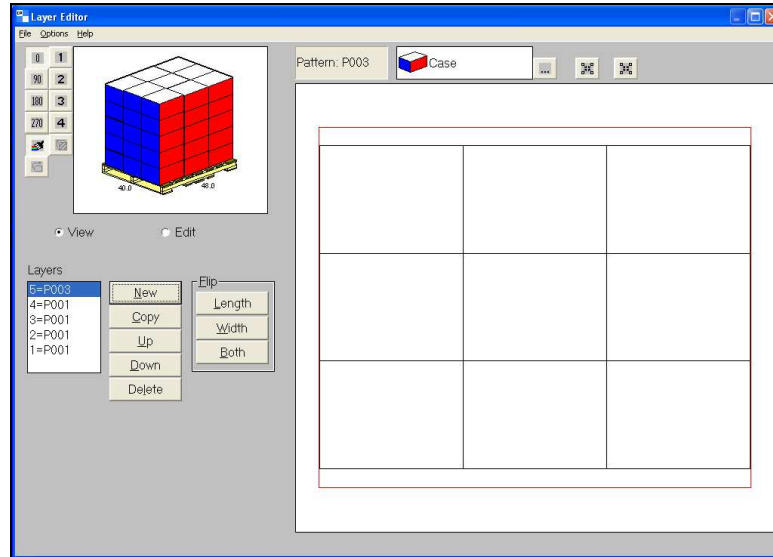 Layer Editor
File Options Help
0 1
90 2
180 3
270 4
40.0 48.0
View Edit
Pattern: P003
Case
...
Layers
5=P003
4=P001
3=P001
2=P001
1=P001
New
Copy
Up
Down
Delete
Flip
Length
Width
Both